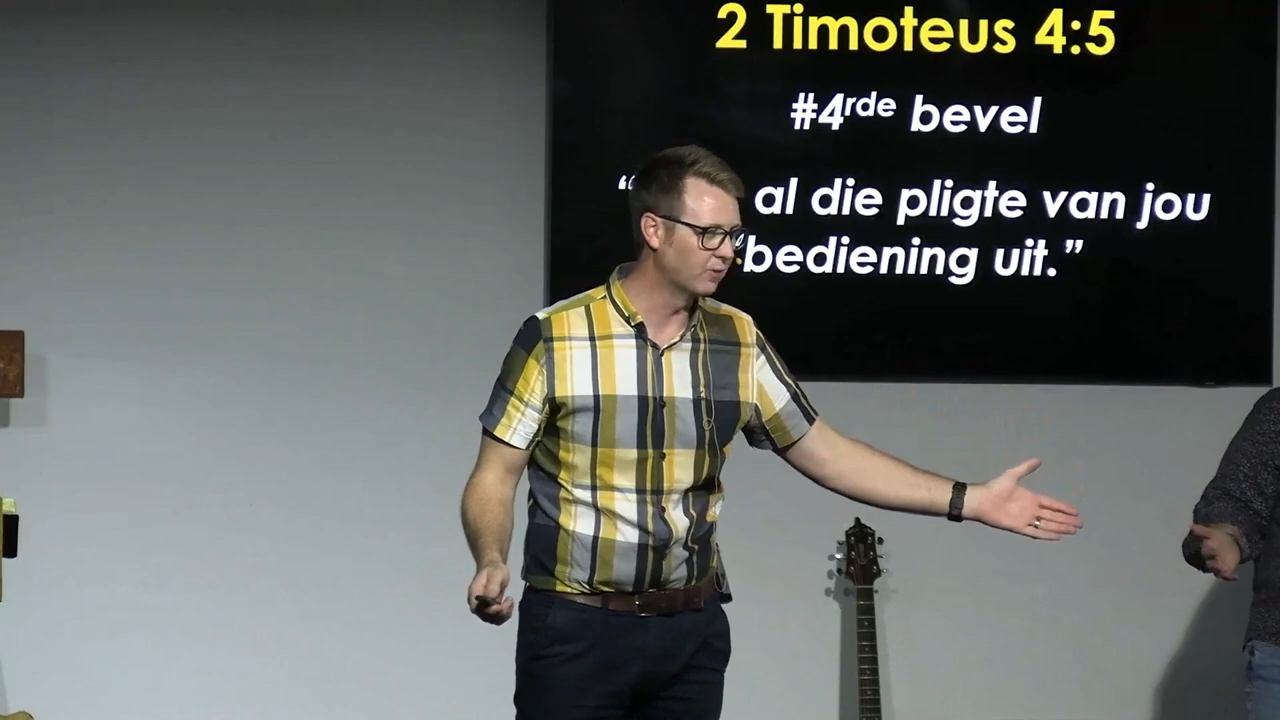 2 Timoteus 4:5
#4rde bevel
“ al die pligte van jou
bediening uit.”